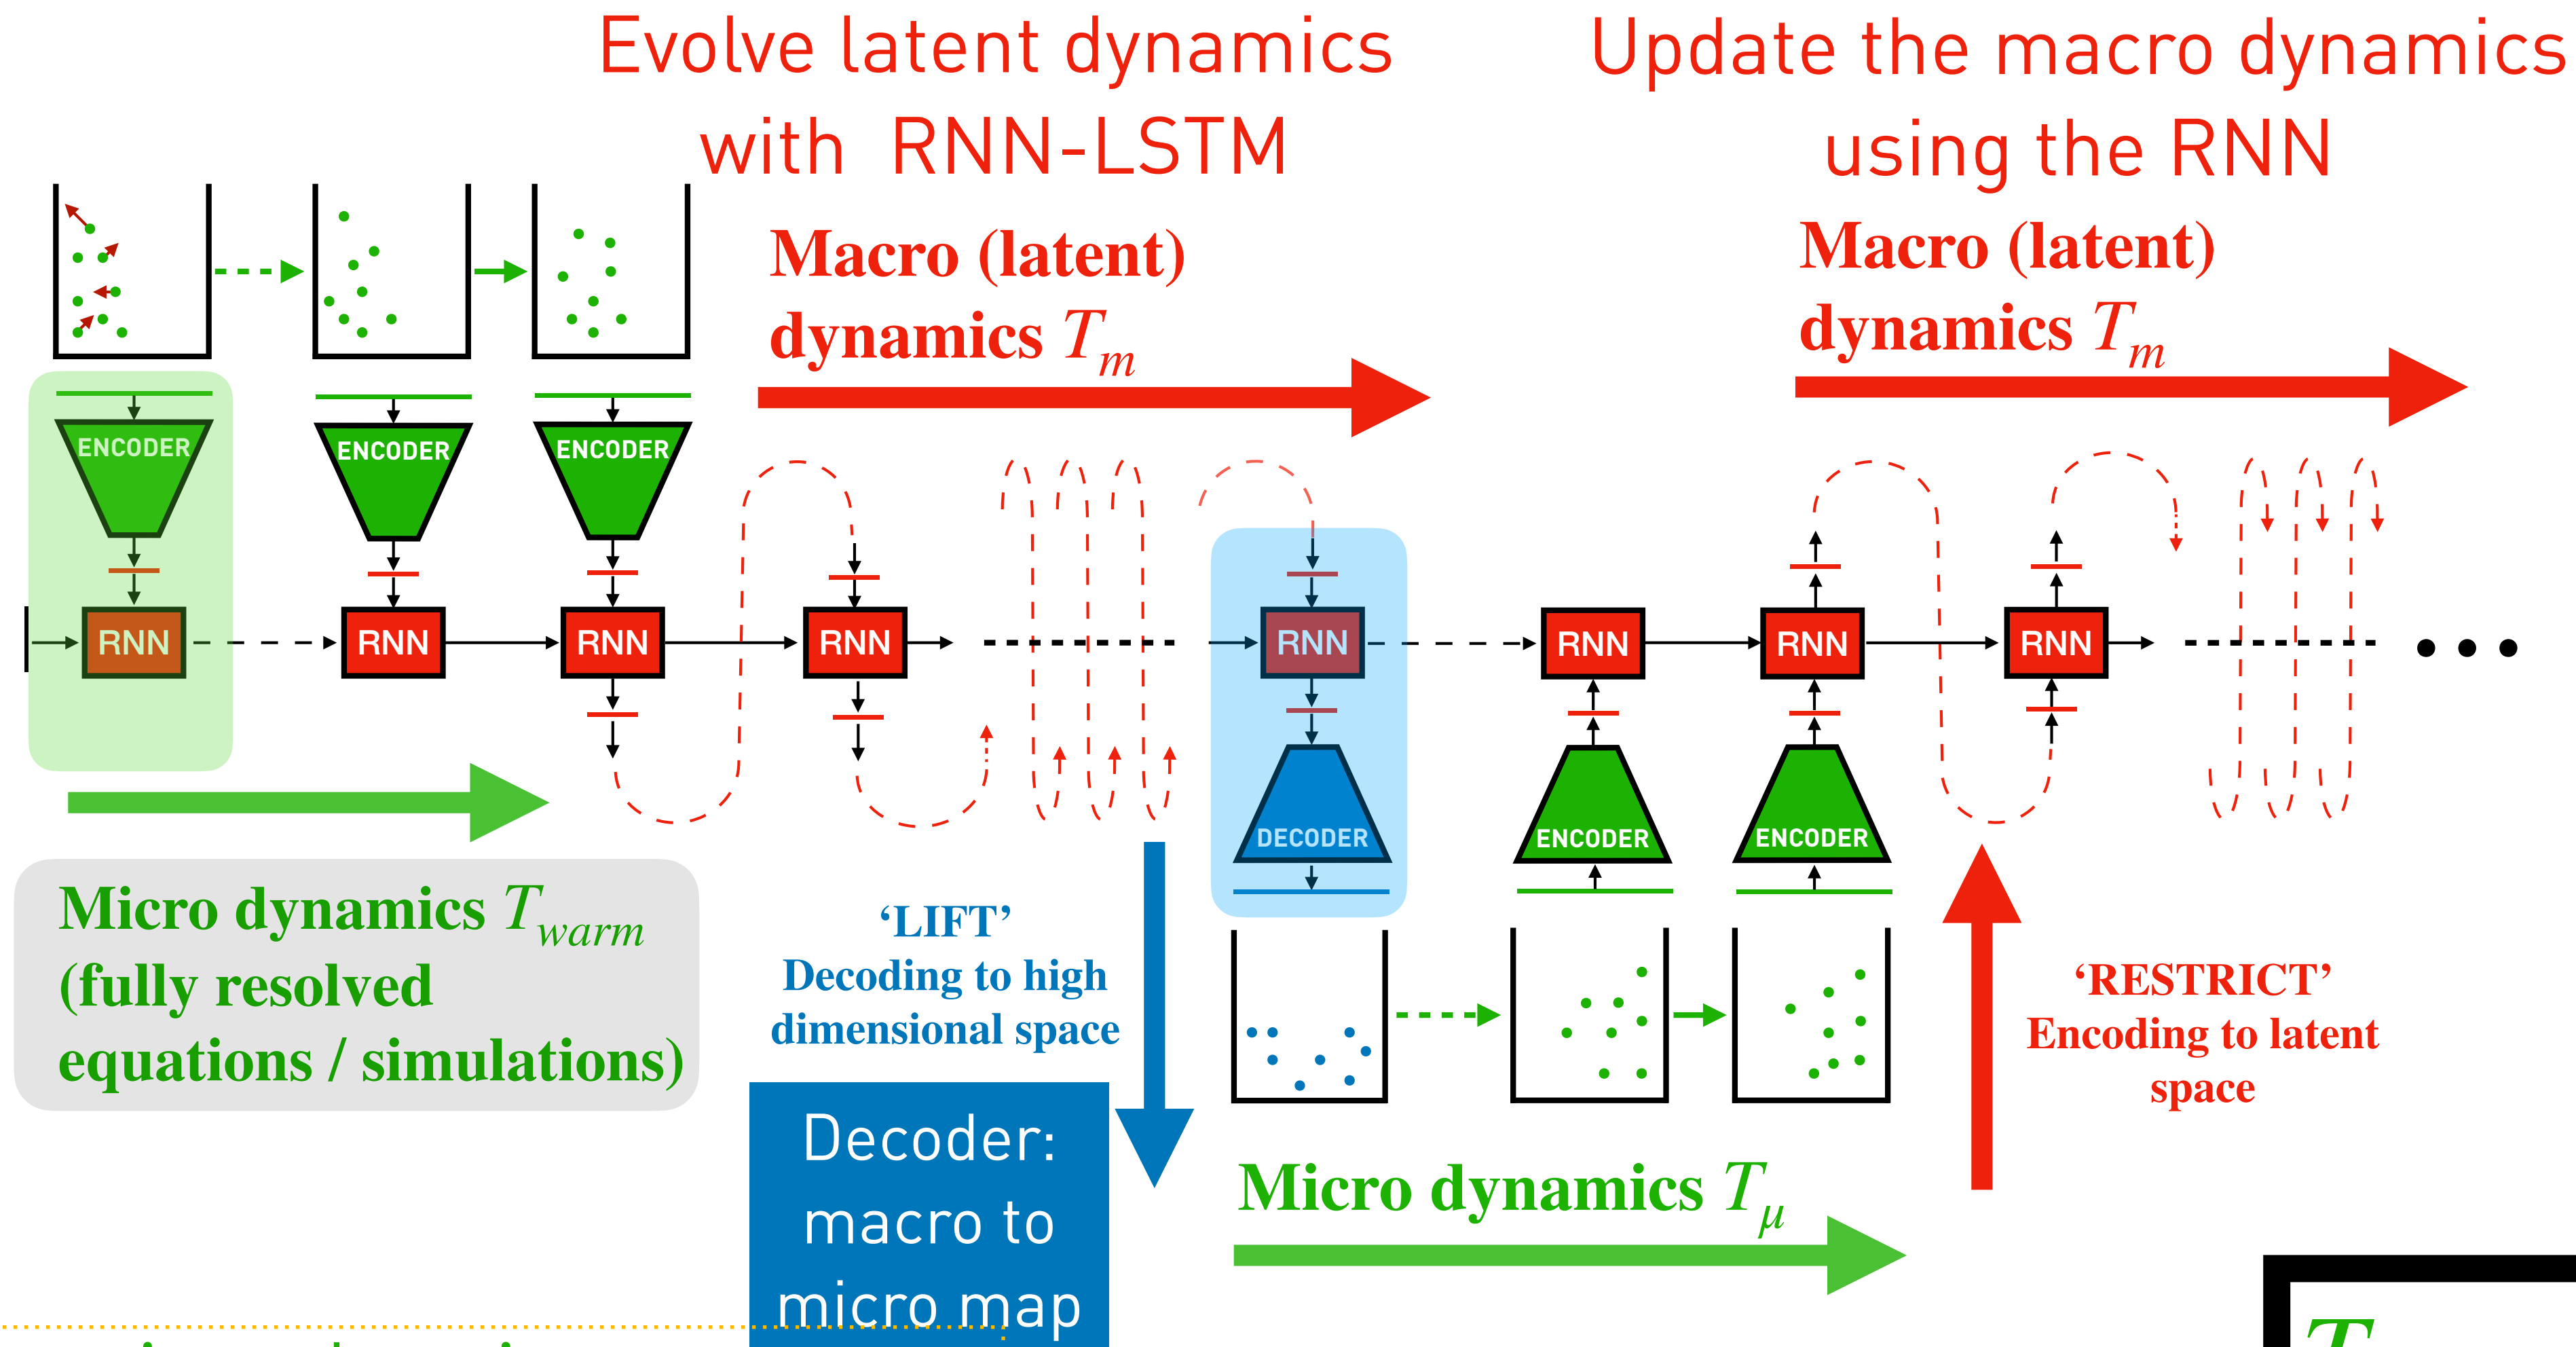 Evolve latent dynamics
with RNN-LSTM
Update the macro dynamics
using the RNN
Macro (latent)
dynamics T_m
Macro (latent)
dynamics T_m
ENCODER
ENCODER
ENCODER
RNN
RNN
RNN
RNN
RNN
RNN
RNN
RNN
DECODER
ENCODER
ENCODER
Micro dynamics T_warm
(fully resolved
equations / simulations)
‘LIFT’
Decoding to high
dimensional space
Decoder:
macro to
micro map
‘RESTRICT’
Encoding to latent
space
Micro dynamics T_μ